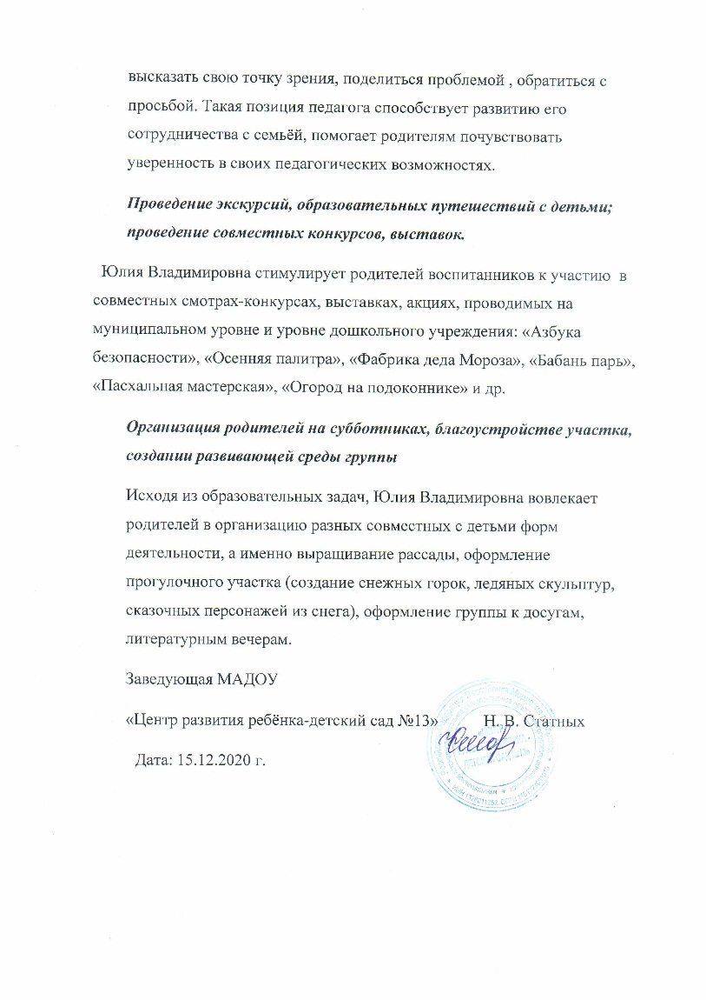 высказать свою точку зрения, поделиться проблемой , обратиться с
просьбой. Такая позиция педагога способствует развитию его
сотрудничества с семьёй, помогает родителям почувствовать
уверенность в своих педагогических возможностях.
Проведение экскурсий, образовательных путешествий с детьми;
проведение совместных конкурсов, выставок.
Юлия Владимировна стимулирует родителей воспитанников к участию в
совместных смотрах-конкурсах, выставках, акциях, проводимых на
муниципальном уровне и уровне дошкольного учреждения: «Азбука
безопасности», «Осенняя палитра», «Фабрика деда Мороза», «Бабань парь»,
«Пасхальная мастерская», «Огород на подоконнике» и др.
Организация родителей на субботниках, благоустройстве участка,
создании развивающей среды группы
Исходя из образовательных задач, Юлия Владимировна вовлекает
родителей в организацию разных совместных с детьми форм
деятельности, а именно выращивание рассады, оформление
прогулочного участка (создание снежных горок, ледяных скульптур,
сказочных персонажей из снега), оформление группы к досугам,
литературным вечерам.
Заведующая МАДОУ
«Центр развития ребёнка-детский сад №13» Н. В. Статных
Дата: 15.12.2020 г.